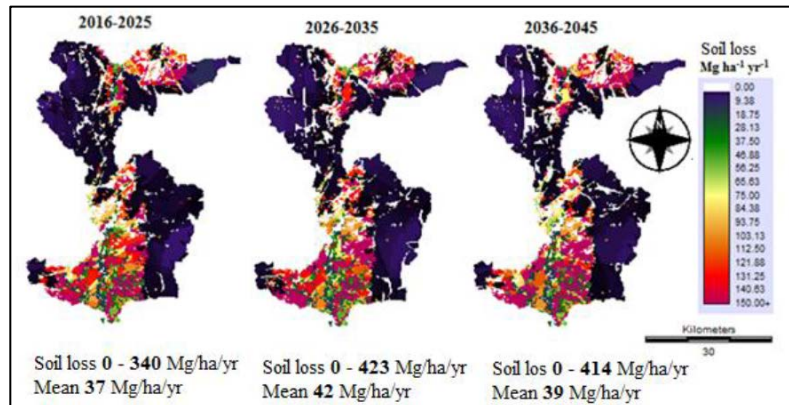 2016-2025
2026-2035
2036-2045
Soil loss
Mg ha⁻¹ yr⁻¹
0.00
9.38
18.75
28.13
37.50
46.88
56.25
65.63
75.00
84.38
93.75
103.13
112.50
121.88
131.25
140.63
150.00+
N
Kilometers
30
Soil loss 0 - 340 Mg/ha/yr
Mean 37 Mg/ha/yr
Soil loss 0 - 423 Mg/ha/yr
Mean 42 Mg/ha/yr
Soil los 0 - 414 Mg/ha/yr
Mean 39 Mg/ha/yr